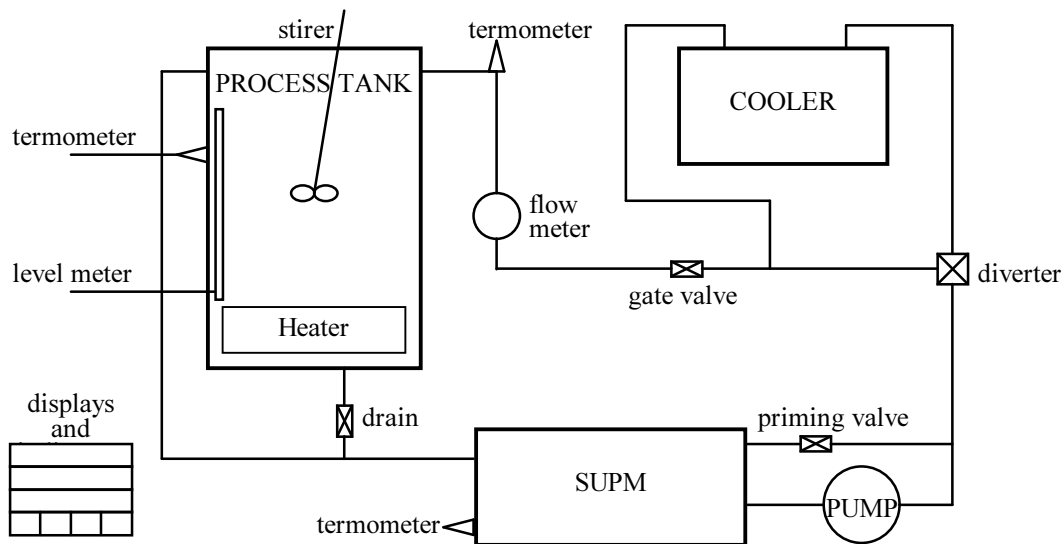 stirer
termometer
PROCESS TANK
COOLER
termometer
flow
meter
level meter
gate valve
diverter
Heater
displays
and
drain
priming valve
SUPM
PUMP
termometer